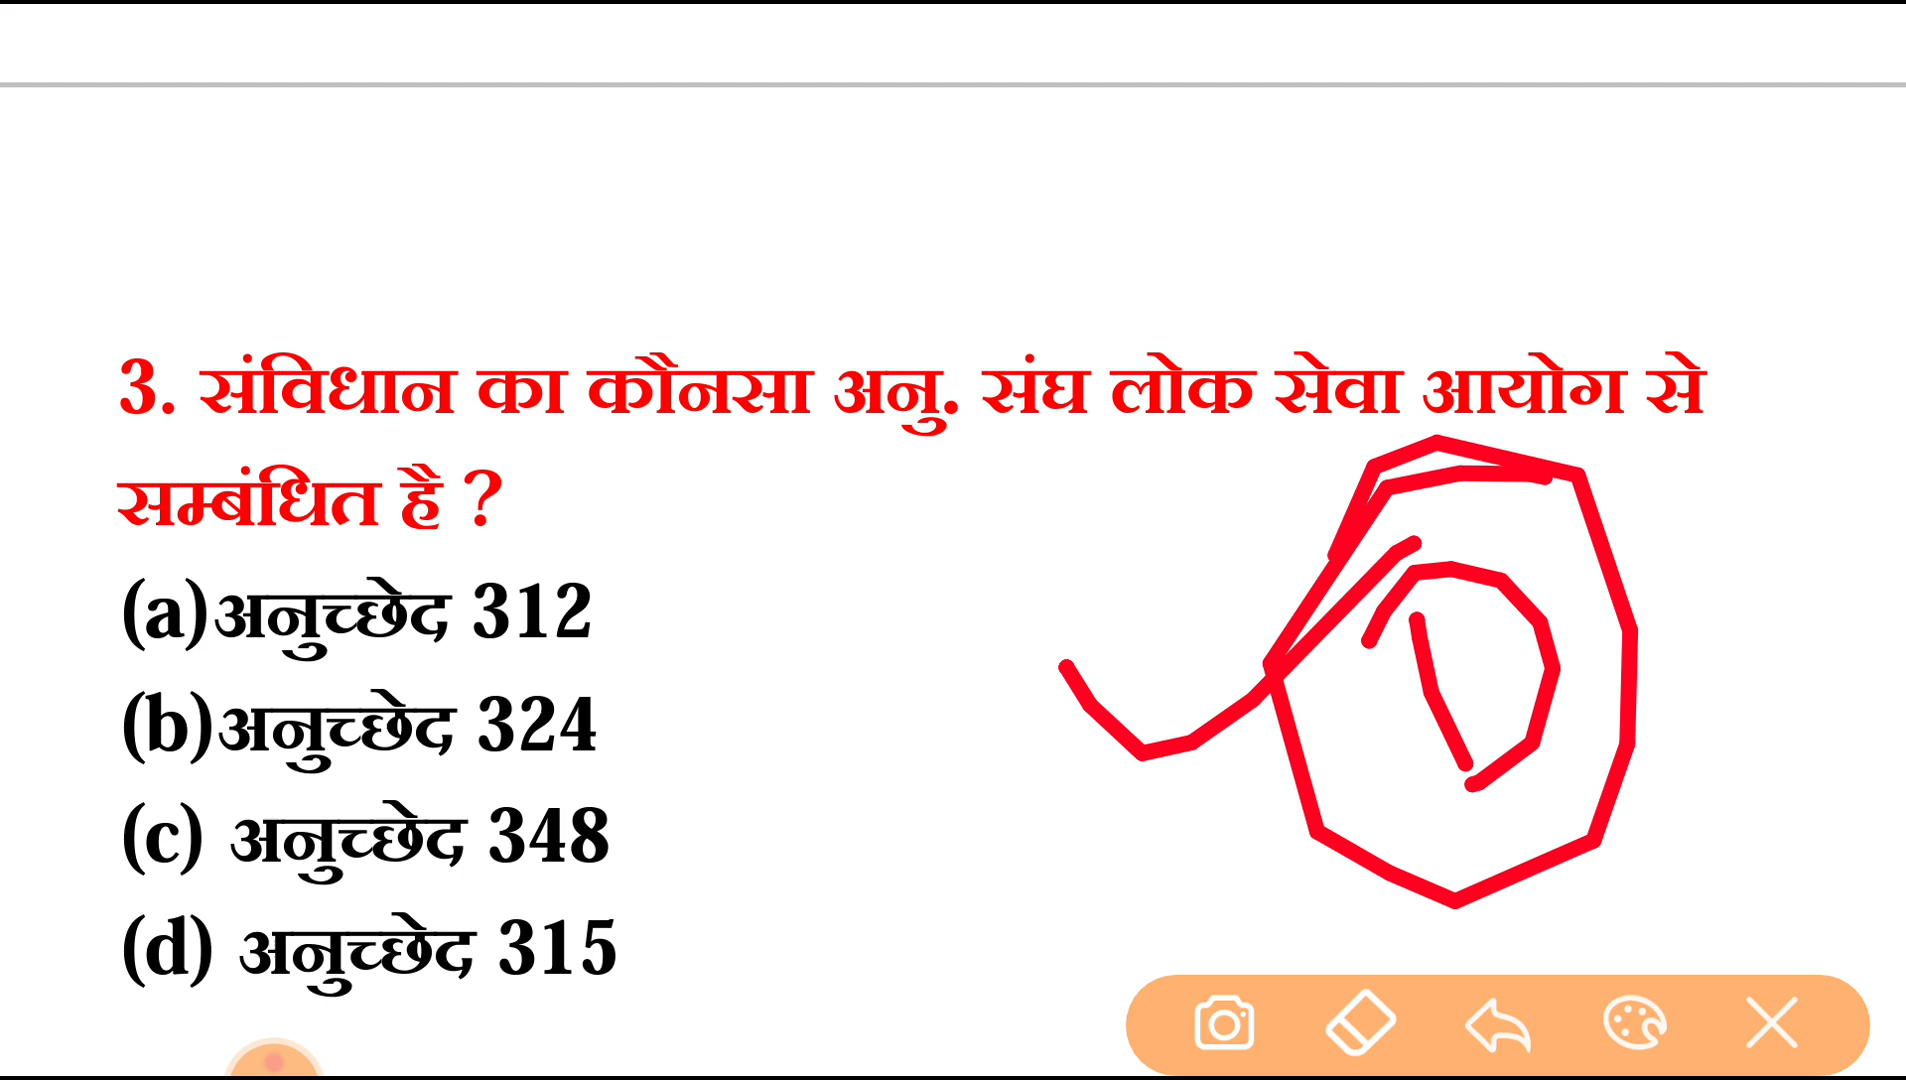 3. संविधान का कौनसा अनु. संघ लोक सेवा आयोग से
सम्बंधित है ?
(a)अनुच्छेद 312
(b)अनुच्छेद 324
(c) अनुच्छेद 348
(d) अनुच्छेद 315
D